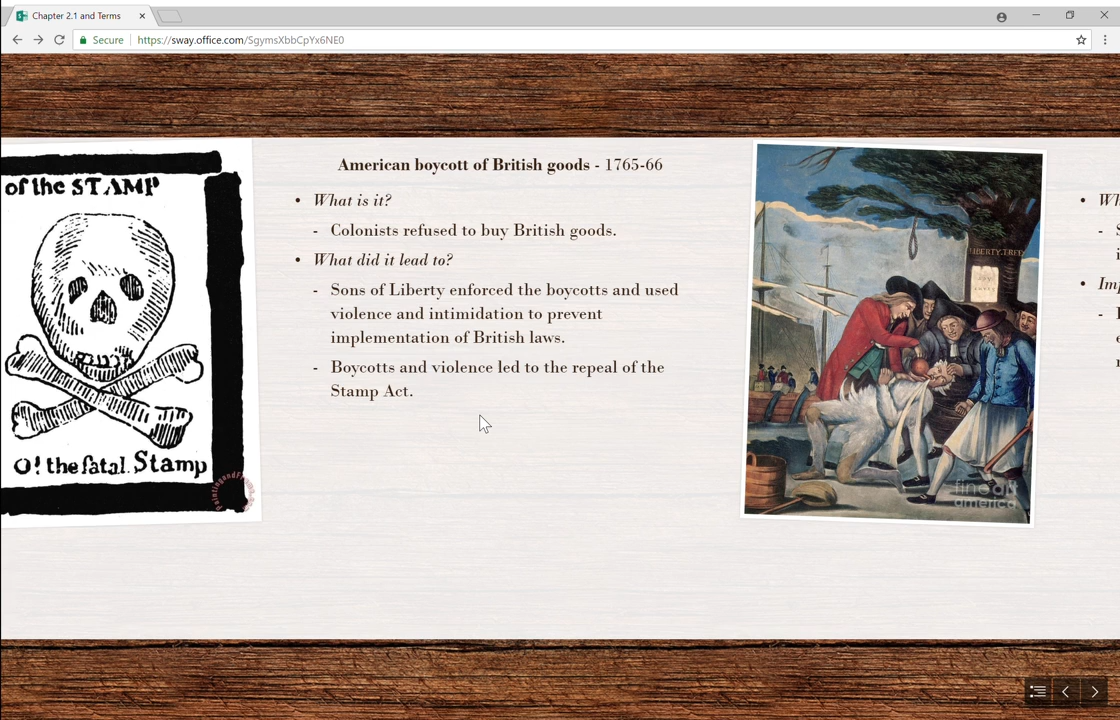 Chapter 2.1 and Terms
Secure
https://sway.office.com/SgymsXbbCpYx6NE0
of the STAMP
O! the fatal Stamp
American boycott of British goods - 1765-66
• What is it?
- Colonists refused to buy British goods.
• What did it lead to?
- Sons of Liberty enforced the boycotts and used
violence and intimidation to prevent
implementation of British laws.
- Boycotts and violence led to the repeal of the
Stamp Act.
LIBERTY TREE
fine art
america